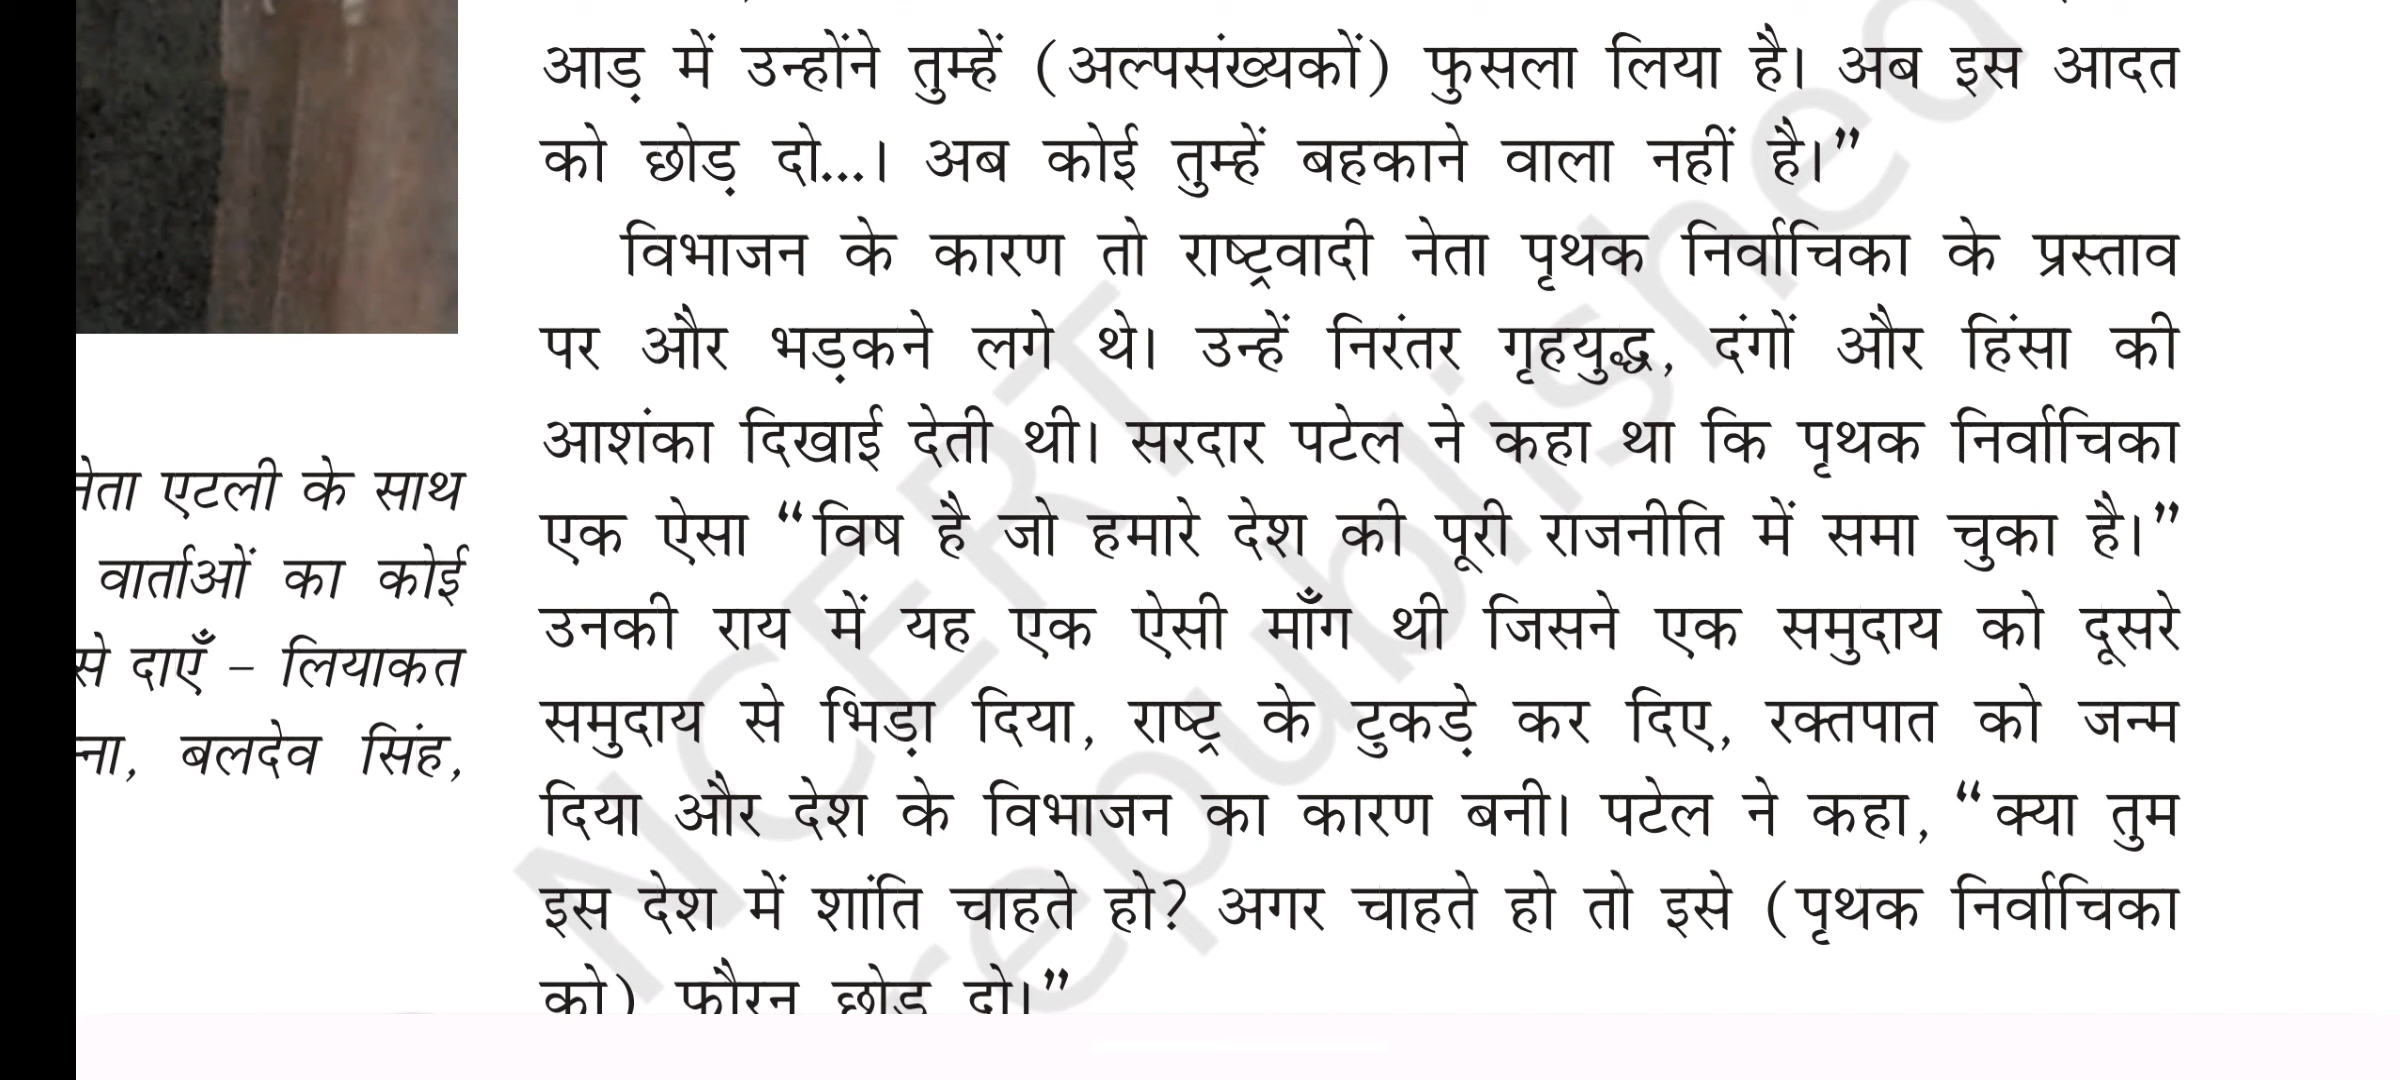 आड़ में उन्होंने तुम्हें (अल्पसंख्यकों) फुसला लिया है। अब इस आदत
को छोड़ दो...। अब कोई तुम्हें बहकाने वाला नहीं है।”
विभाजन के कारण तो राष्ट्रवादी नेता पृथक निर्वाचिका के प्रस्ताव
पर और भड़कने लगे थे। उन्हें निरंतर गृहयुद्ध, दंगों और हिंसा की
आशंका दिखाई देती थी। सरदार पटेल ने कहा था कि पृथक निर्वाचिका
एक ऐसा “विष है जो हमारे देश की पूरी राजनीति में समा चुका है।”
उनकी राय में यह एक ऐसी माँग थी जिसने एक समुदाय को दूसरे
समुदाय से भिड़ा दिया, राष्ट्र के टुकड़े कर दिए, रक्तपात को जन्म
दिया और देश के विभाजन का कारण बनी। पटेल ने कहा, “क्या तुम
इस देश में शांति चाहते हो? अगर चाहते हो तो इसे (पृथक निर्वाचिका
को) फौरन छोड़ दो।”
एटली के साथ
वार्ताओं का कोई
से दाएँ – लियाकत
बलदेव सिंह,
NCERT
republished